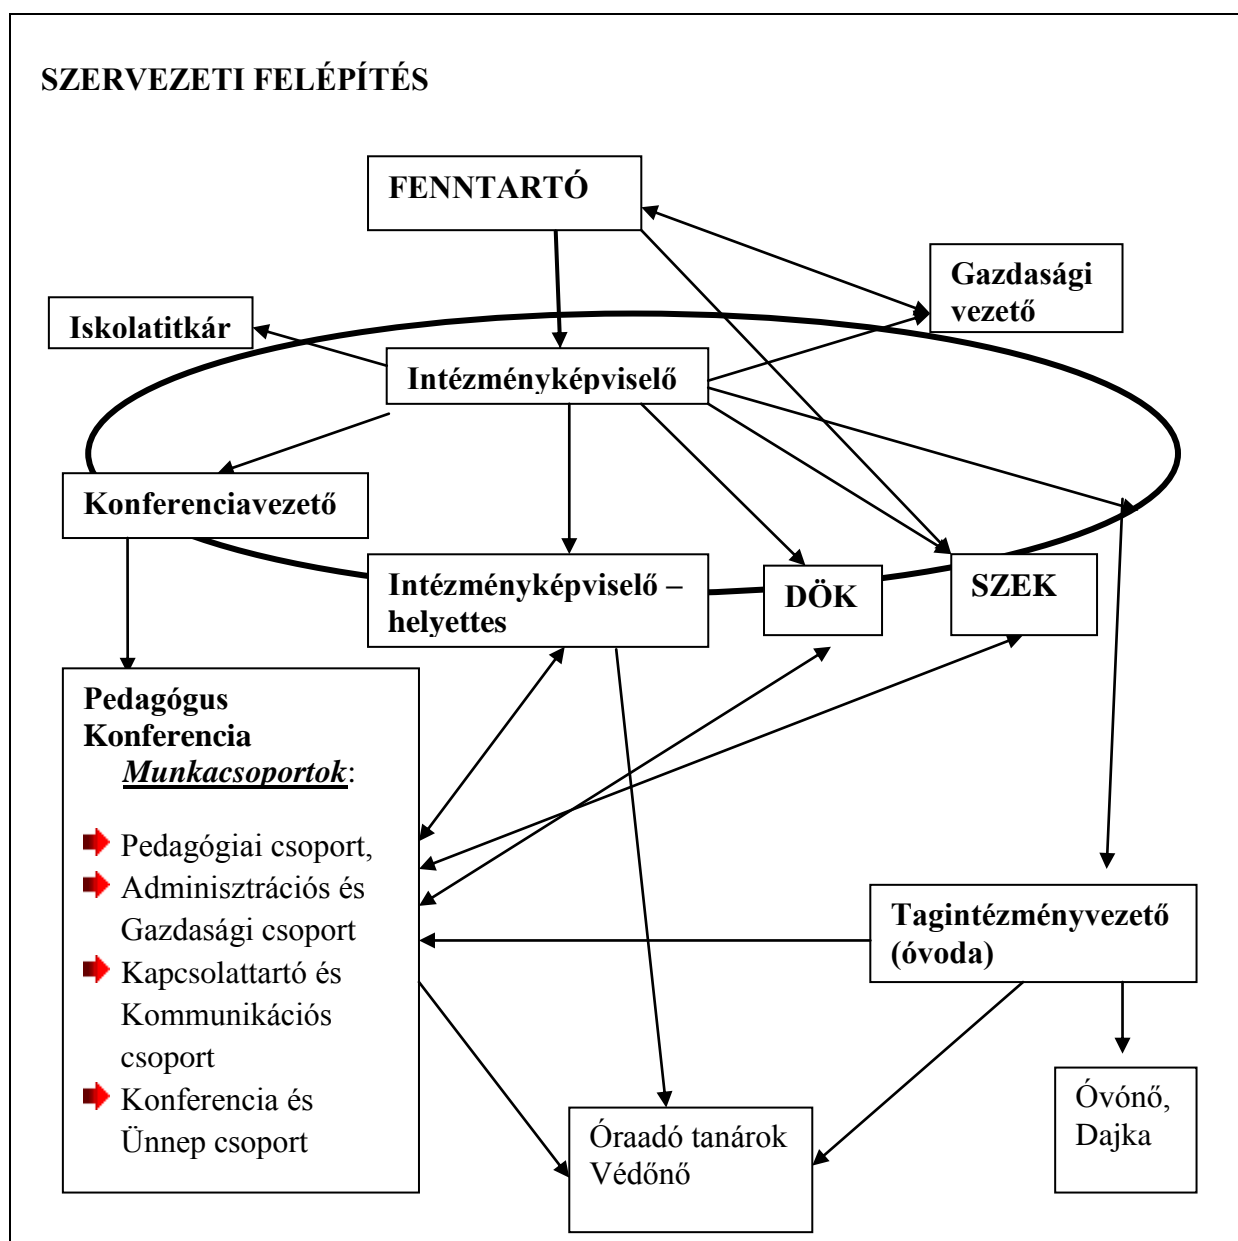 SZERVEZETI FELÉPÍTÉS
FENNTARTÓ
Gazdasági
vezető
Iskolatitkár
Intézményképviselő
Konferenciavezető
Intézményképviselő –
helyettes
DÖK
SZEK
Pedagógus
Konferencia
Munkacsoportok:
Pedagógiai csoport,
Adminisztrációs és
Gazdasági csoport
Kapcsolattartó és
Kommunikációs
csoport
Konferencia és
Ünnep csoport
Tagintézményvezető
(óvoda)
Óraadó tanárok
Védőnő
Óvónő,
Dajka